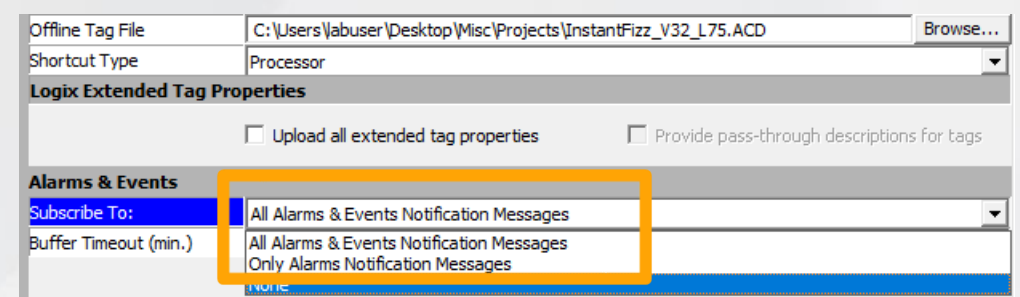 Offline Tag File C:\Users\labuser\Desktop\Misc\Projects\InstantFizz_V32_L75.ACD Browse...
Shortcut Type Processor
Logix Extended Tag Properties
Upload all extended tag properties Provide pass-through descriptions for tags
Alarms & Events
Subscribe To: All Alarms & Events Notification Messages
Buffer Timeout (min.) All Alarms & Events Notification Messages
Only Alarms Notification Messages
None